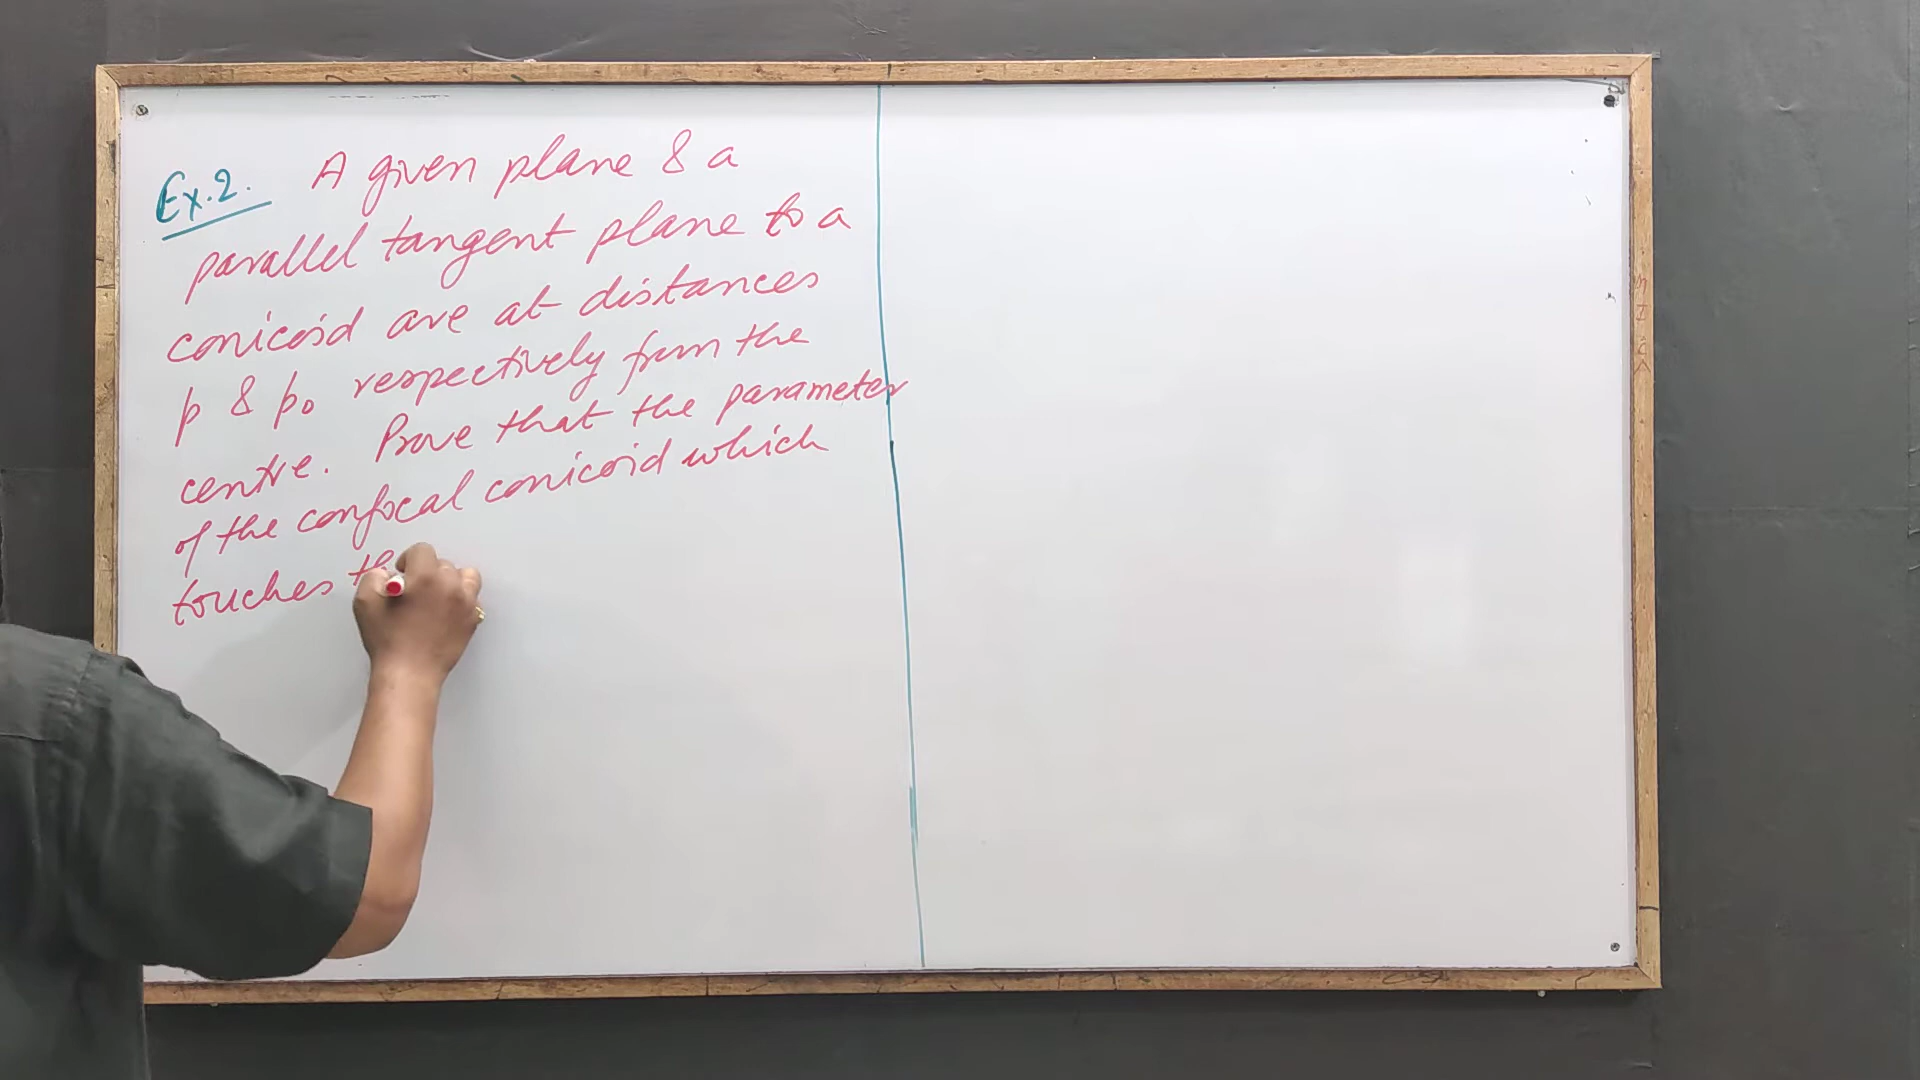 Ex.2. A given plane & a
parallel tangent plane to a
conicoid are at distances
p & p₀ respectively from the
centre. Prove that the parameter
of the confocal conicoid which
touches